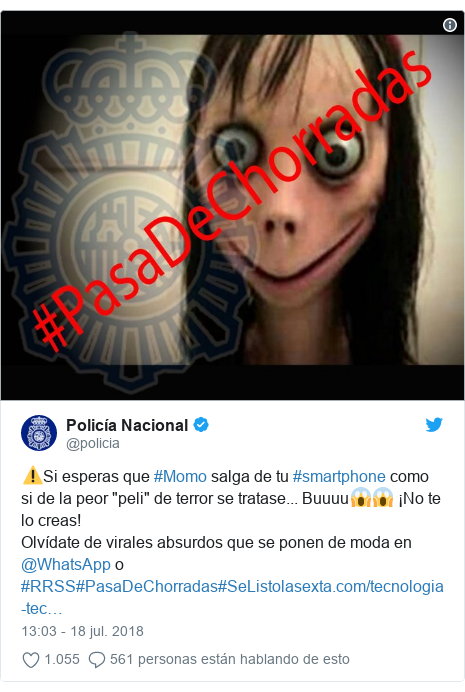 #PasaDeChorradas
Policía Nacional
@policia
⚠️Si esperas que #Momo salga de tu #smartphone como
si de la peor "peli" de terror se tratase... Buuuu😱😱 ¡No te
lo creas!
Olvídate de virales absurdos que se ponen de moda en
@WhatsApp o
#RRSS#PasaDeChorradas#SeListolasexta.com/tecnologia
-tec…
13:03 - 18 jul. 2018
1.055 561 personas están hablando de esto